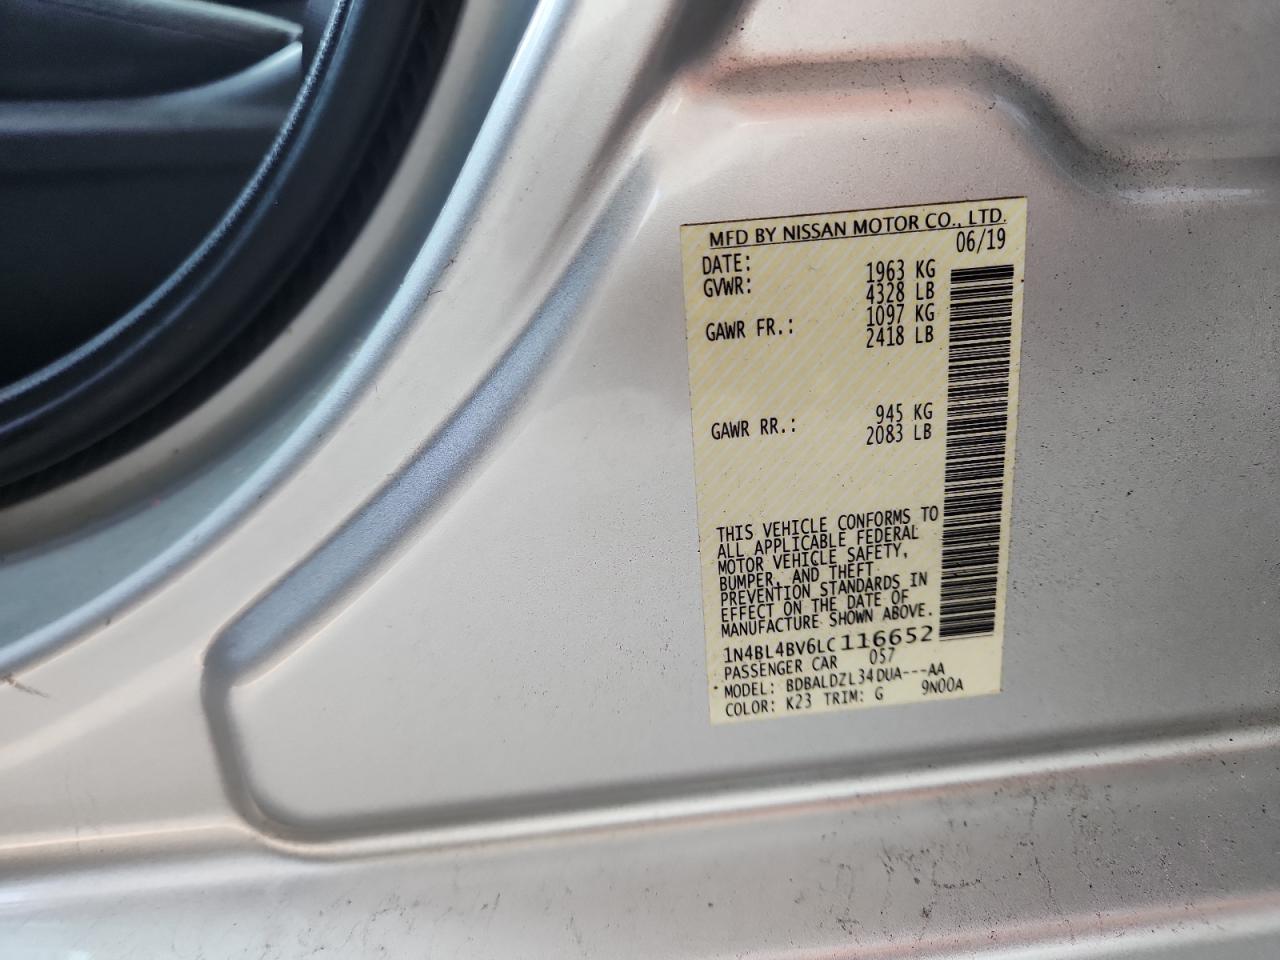 MFD BY NISSAN MOTOR CO., LTD.
DATE: 06/19
GVWR: 1963 KG
4328 LB
GAWR FR.: 1097 KG
2418 LB
GAWR RR.: 945 KG
2083 LB
THIS VEHICLE CONFORMS TO
ALL APPLICABLE FEDERAL
MOTOR VEHICLE SAFETY,
BUMPER, AND THEFT
PREVENTION STANDARDS IN
EFFECT ON THE DATE OF
MANUFACTURE SHOWN ABOVE.
1N4BL4BV6LC116652
PASSENGER CAR 057
MODEL: BDBALDZL34DUA---AA
COLOR: K23 TRIM: G 9N00A